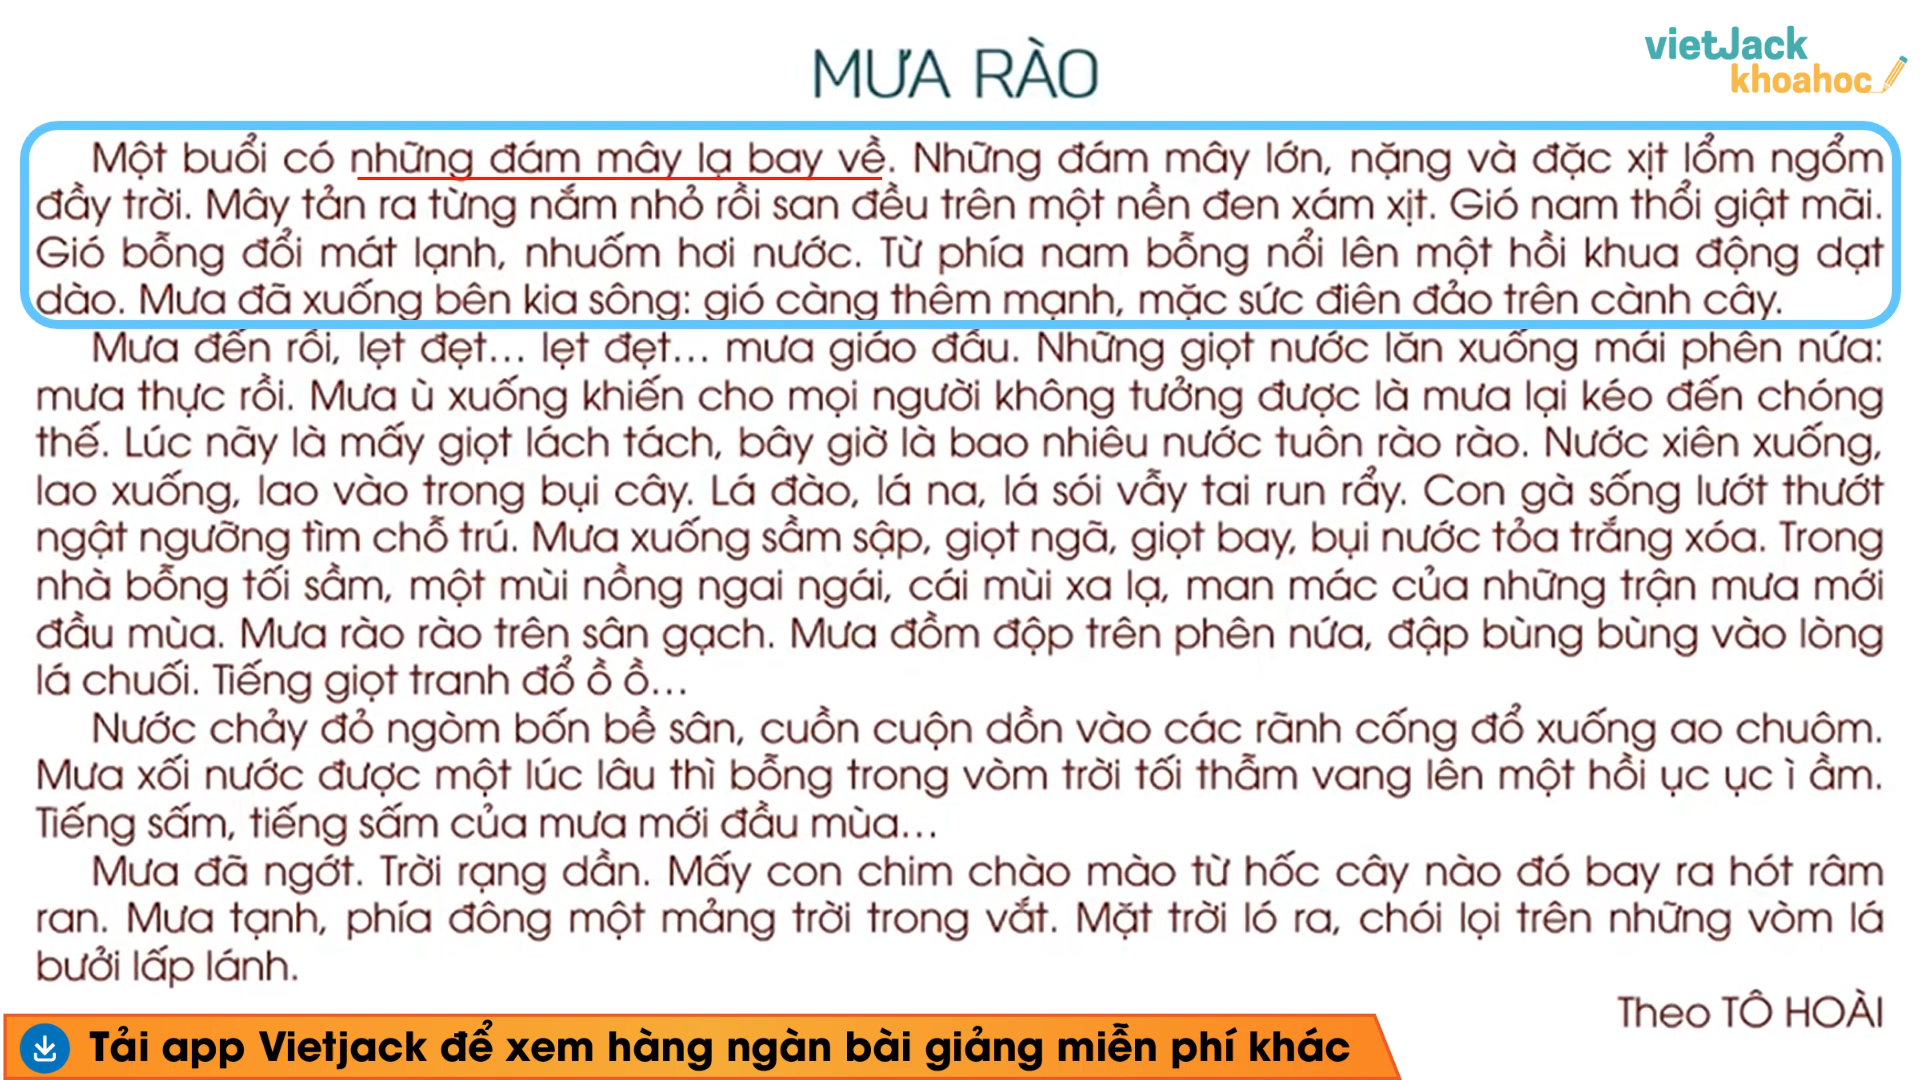 MƯA RÀO
vietJack
khoahoc
Một buổi có những đám mây lạ bay về. Những đám mây lớn, nặng và đặc xịt lổm ngổm
đầy trời. Mây tản ra từng nắm nhỏ rồi san đều trên một nền đen xám xịt. Gió nam thổi giật mãi.
Gió bỗng đổi mát lạnh, nhuốm hơi nước. Từ phía nam bỗng nổi lên một hồi khua động dạt
dào. Mưa đã xuống bên kia sông: gió càng thêm mạnh, mặc sức điên đảo trên cành cây.
Mưa đến rồi, lẹt đẹt... lẹt đẹt... mưa giáo đầu. Những giọt nước lăn xuống mái phên nứa:
mưa thực rồi. Mưa ù xuống khiến cho mọi người không tưởng được là mưa lại kéo đến chóng
thế. Lúc nãy là mấy giọt lách tách, bây giờ là bao nhiêu nước tuôn rào rào. Nước xiên xuống,
lao xuống, lao vào trong bụi cây. Lá đào, lá na, lá sói vẫy tai run rẩy. Con gà sống lướt thướt
ngật ngưỡng tìm chỗ trú. Mưa xuống sầm sập, giọt ngã, giọt bay, bụi nước tỏa trắng xóa. Trong
nhà bỗng tối sầm, một mùi nồng ngai ngái, cái mùi xa lạ, man mác của những trận mưa mới
đầu mùa. Mưa rào rào trên sân gạch. Mưa đồm độp trên phên nứa, đập bùng bùng vào lòng
lá chuối. Tiếng giọt tranh đổ ồ ồ...
Nước chảy đỏ ngòm bốn bề sân, cuồn cuộn dồn vào các rãnh cống đổ xuống ao chuôm.
Mưa xối nước được một lúc lâu thì bỗng trong vòm trời tối thẫm vang lên một hồi ục ục ì ầm.
Tiếng sấm, tiếng sấm của mưa mới đầu mùa...
Mưa đã ngớt. Trời rạng dần. Mấy con chim chào mào từ hốc cây nào đó bay ra hót râm
ran. Mưa tạnh, phía đông một mảng trời trong vắt. Mặt trời ló ra, chói lọi trên những vòm lá
bưởi lấp lánh.
Theo TÔ HOÀI
Tải app Vietjack để xem hàng ngàn bài giảng miễn phí khác